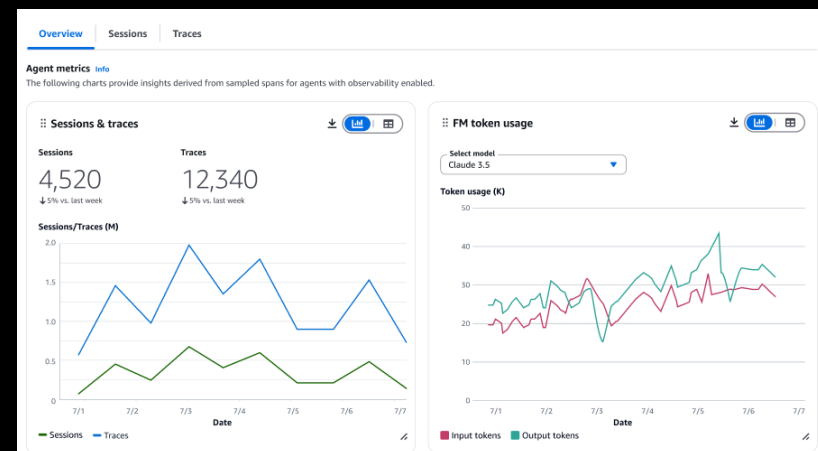 Overview Sessions Traces
Agent metrics Info
The following charts provide insights derived from sampled spans for agents with observability enabled.
Sessions & traces
Sessions Traces
4,520 12,340
↓5% vs. last week ↓5% vs. last week
Sessions/Traces (M)
2.0
1.5
1.0
0.5
0
7/1 7/2 7/3 7/4 7/5 7/6 7/7
Date
Sessions Traces
FM token usage
Select model
Claude 3.5
Token usage (K)
50
40
30
20
10
0
7/1 7/2 7/3 7/4 7/5 7/6 7/7
Date
Input tokens Output tokens